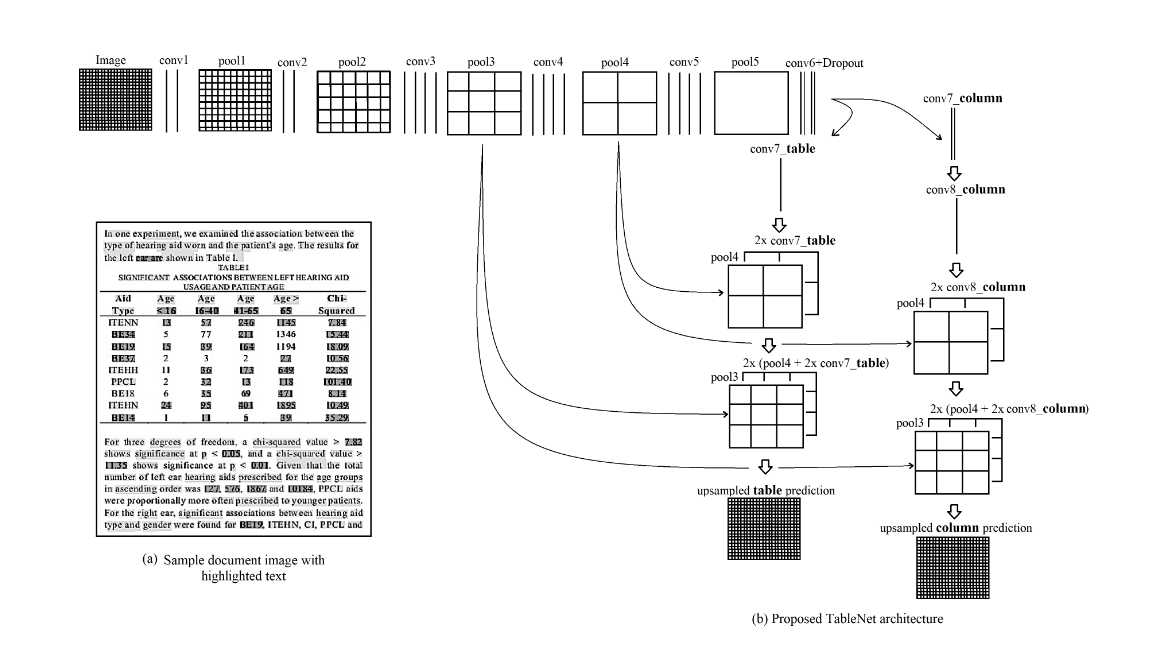 Image conv1 pool1 conv2 pool2 conv3 pool3 conv4 pool4 conv5 pool5 conv6+Dropout
conv7_column
conv7_table
conv8_column
2x conv7_table
pool4
2x conv8_column
pool4
2x (pool4 + 2x conv7_table)
pool3
2x (pool4 + 2x conv8_column)
pool3
upsampled table prediction
upsampled column prediction
In one experiment, we examined the association between the
type of hearing aid worn and the patient's age. The results for
the left ear are shown in Table I.
TABLE I
SIGNIFICANT ASSOCIATIONS BETWEEN LEFT HEARING AID
USAGE AND PATIENT AGE
Aid Age Age Age Age > Chi-
Type ≤ 16 16-40 41-65 65 Squared
ITENN 13 57 246 1145 7.84
BE34 5 77 211 1346 15.44
BE19 15 39 164 1194 18.09
BE37 2 3 2 27 10.56
ITEHH 11 36 173 649 22.55
PPCL 2 32 13 118 101.40
BE18 6 35 69 471 8.14
ITEHN 24 95 401 1895 10.49
BE14 1 11 5 39 35.29
For three degrees of freedom, a chi-squared value > 7.82
shows significance at p < 0.05, and a chi-squared value >
11.35 shows significance at p < 0.01. Given that the total
number of left ear hearing aids prescribed for the age groups
in ascending order was 127, 576, 1867 and 10184, PPCL aids
were proportionally more often prescribed to younger patients.
For the right ear, significant associations between hearing aid
type and gender were found for BE19, ITEHN, CI, PPCL and
(a) Sample document image with
highlighted text
(b) Proposed TableNet architecture